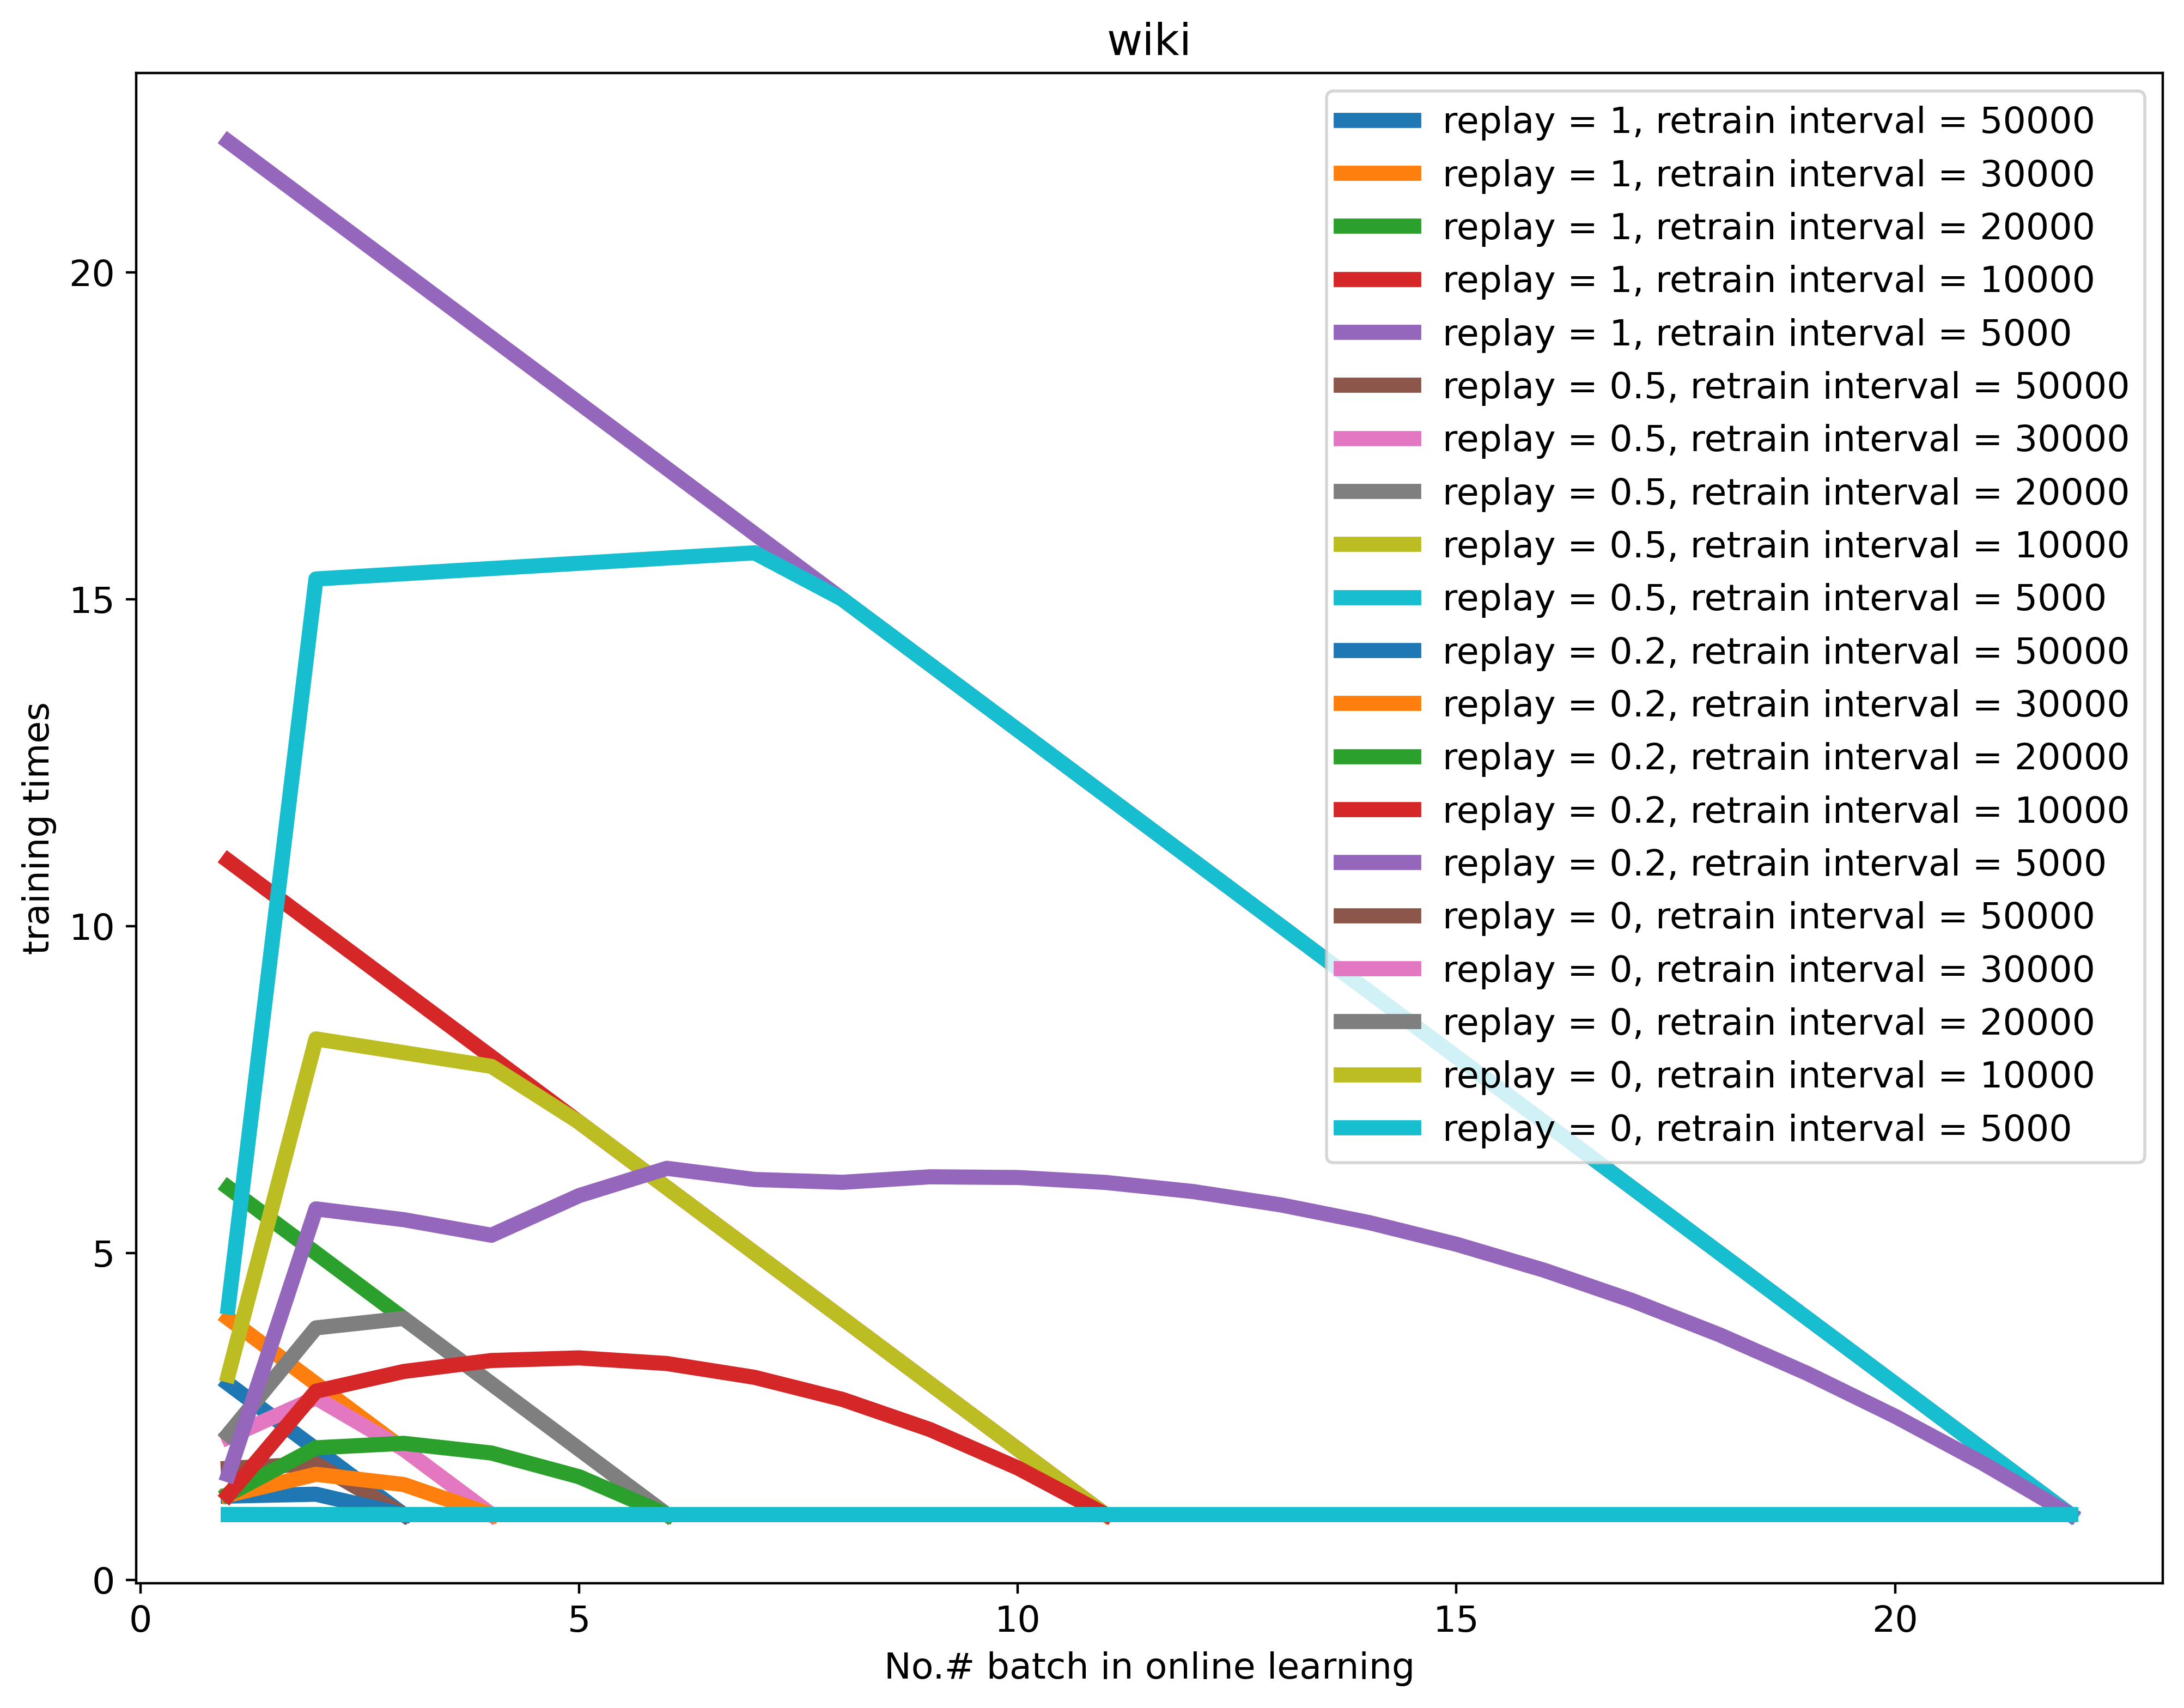 wiki
replay = 1, retrain interval = 50000
replay = 1, retrain interval = 30000
replay = 1, retrain interval = 20000
replay = 1, retrain interval = 10000
replay = 1, retrain interval = 5000
replay = 0.5, retrain interval = 50000
replay = 0.5, retrain interval = 30000
replay = 0.5, retrain interval = 20000
replay = 0.5, retrain interval = 10000
replay = 0.5, retrain interval = 5000
replay = 0.2, retrain interval = 50000
replay = 0.2, retrain interval = 30000
replay = 0.2, retrain interval = 20000
replay = 0.2, retrain interval = 10000
replay = 0.2, retrain interval = 5000
replay = 0, retrain interval = 50000
replay = 0, retrain interval = 30000
replay = 0, retrain interval = 20000
replay = 0, retrain interval = 10000
replay = 0, retrain interval = 5000
training times
20
15
10
5
0
0 5 10 15 20
No.# batch in online learning